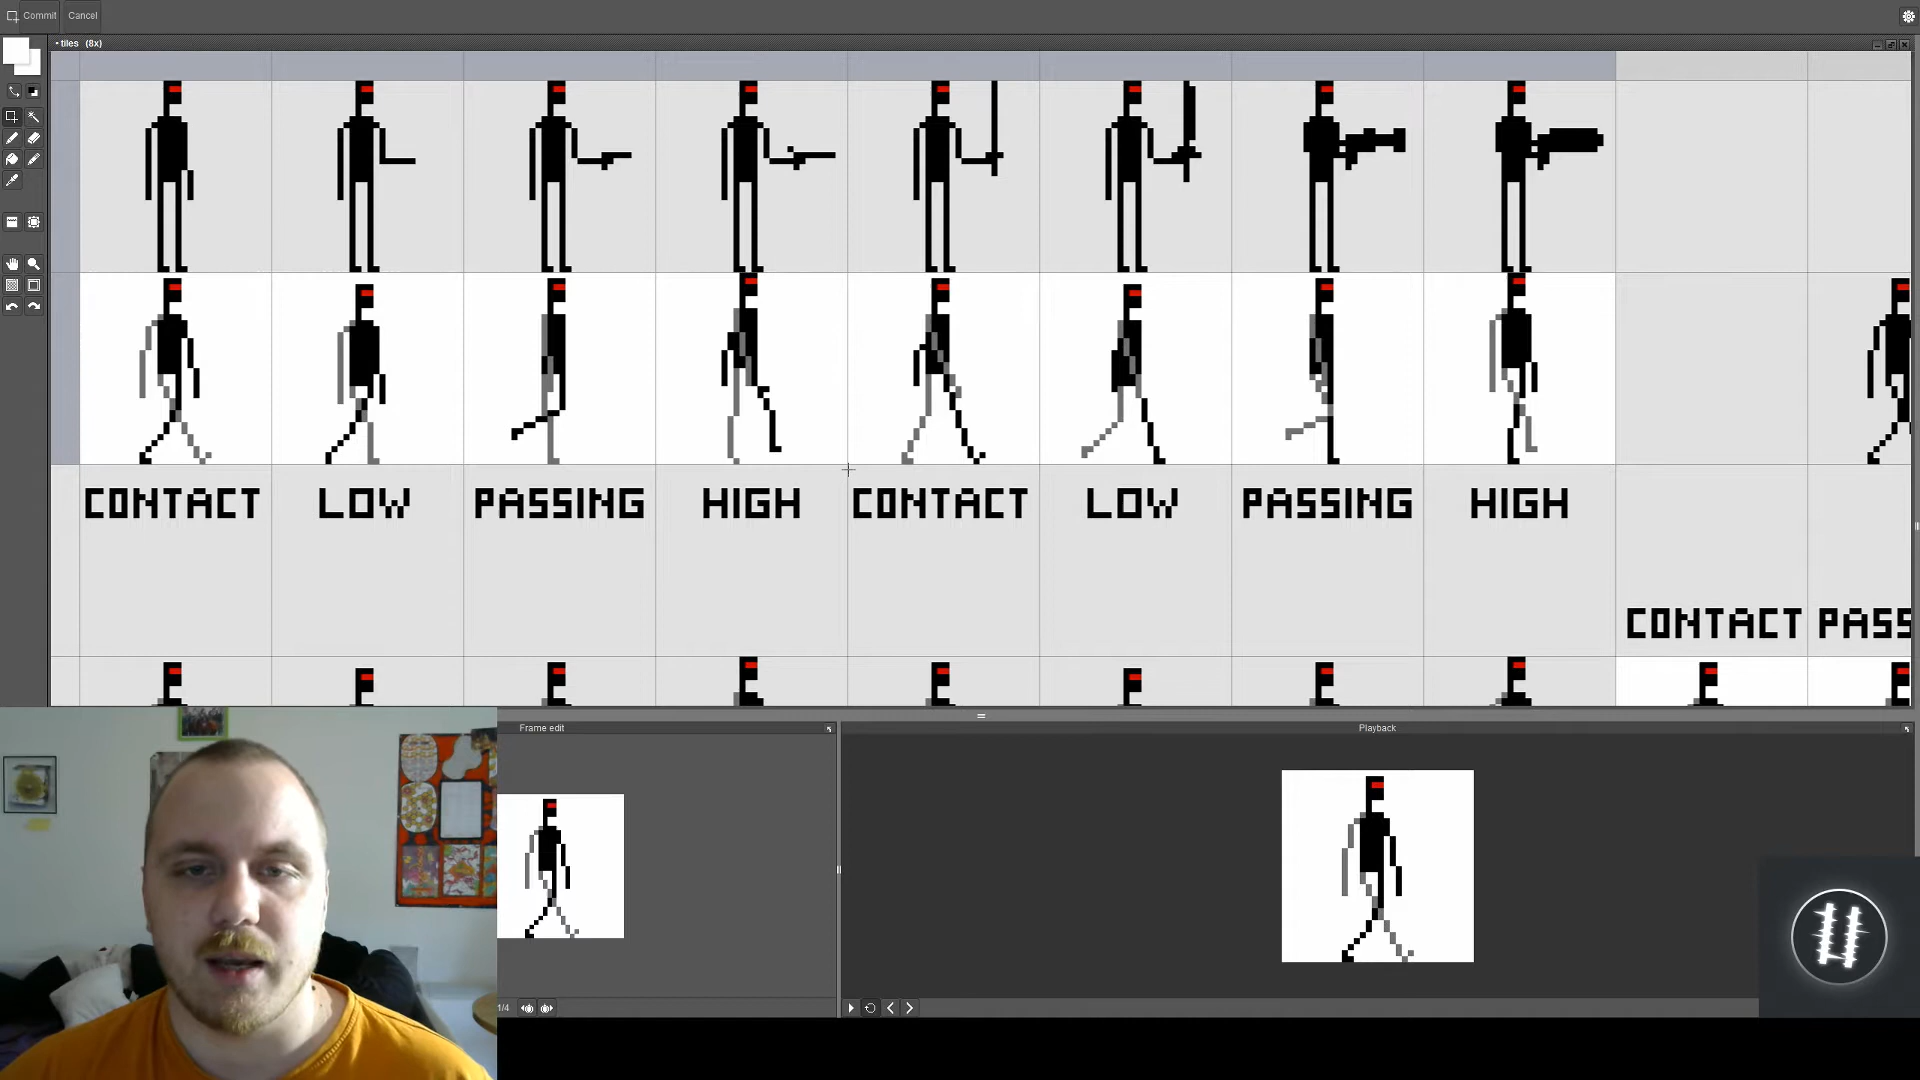 Commit Cancel
• tiles (8x)
CONTACT LOW PASSING HIGH CONTACT LOW PASSING HIGH
CONTACT PASS
Frame edit
Playback
1/4